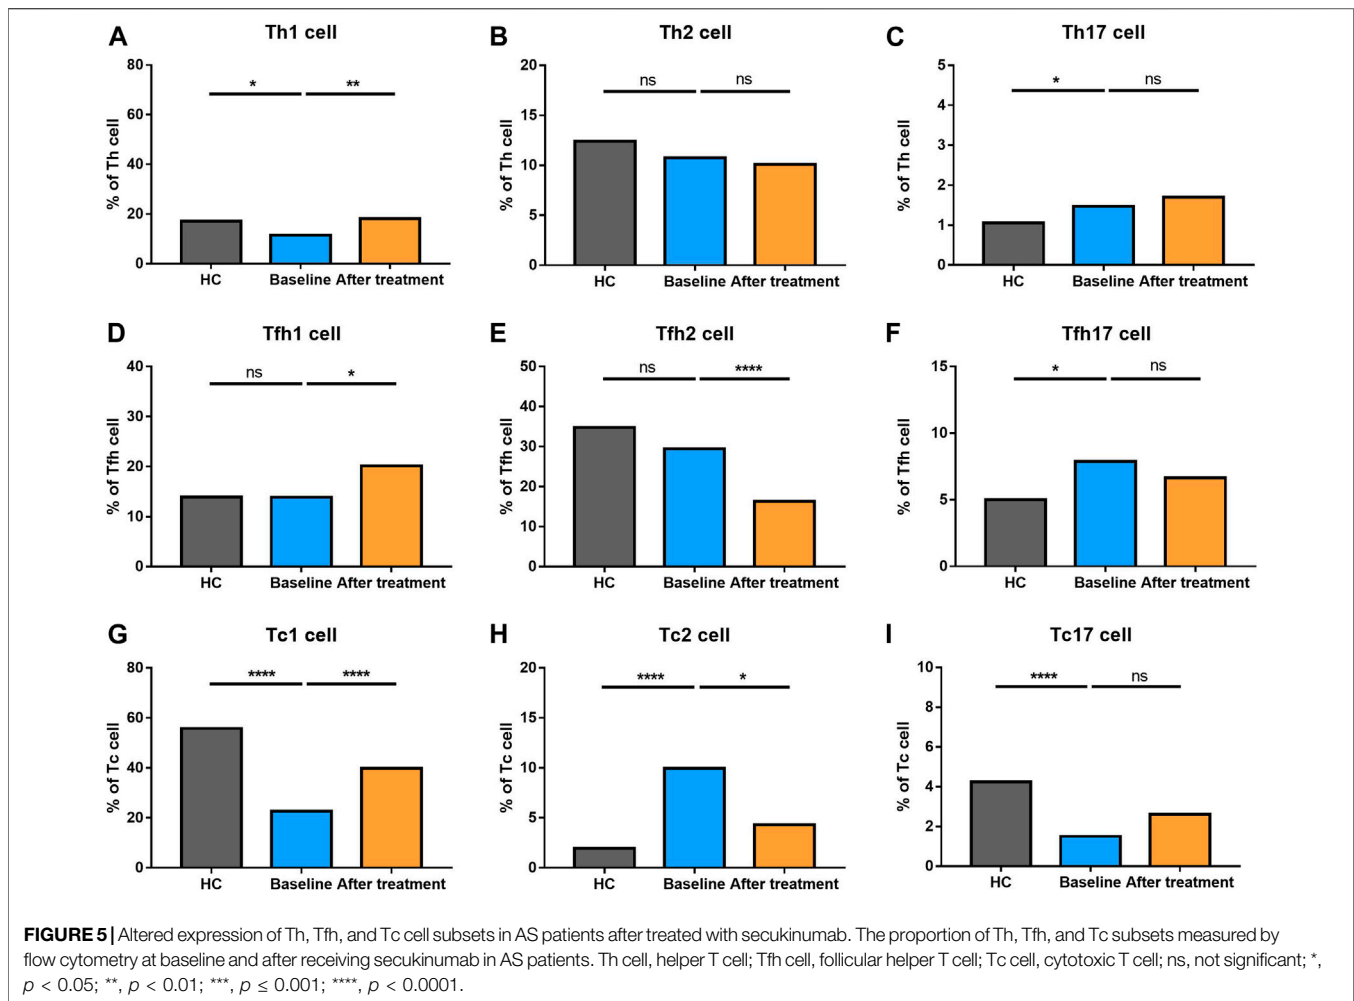 A Th1 cell
80
60
40
20
0
% of Th cell
* **
HC Baseline After treatment
B Th2 cell
20
15
10
5
0
% of Th cell
ns ns
HC Baseline After treatment
C Th17 cell
5
4
3
2
1
0
% of Th cell
* ns
HC Baseline After treatment
D Tfh1 cell
40
30
20
10
0
% of Tfh cell
ns *
HC Baseline After treatment
E Tfh2 cell
50
40
30
20
10
0
% of Tfh cell
ns ****
HC Baseline After treatment
F Tfh17 cell
15
10
5
0
% of Tfh cell
* ns
HC Baseline After treatment
G Tc1 cell
80
60
40
20
0
% of Tc cell
**** ****
HC Baseline After treatment
H Tc2 cell
20
15
10
5
0
% of Tc cell
**** *
HC Baseline After treatment
I Tc17 cell
10
8
6
4
2
0
% of Tc cell
**** ns
HC Baseline After treatment
FIGURE 5 | Altered expression of Th, Tfh, and Tc cell subsets in AS patients after treated with secukinumab. The proportion of Th, Tfh, and Tc subsets measured by
flow cytometry at baseline and after receiving secukinumab in AS patients. Th cell, helper T cell; Tfh cell, follicular helper T cell; Tc cell, cytotoxic T cell; ns, not significant; *,
p < 0.05; **, p < 0.01; ***, p ≤ 0.001; ****, p < 0.0001.